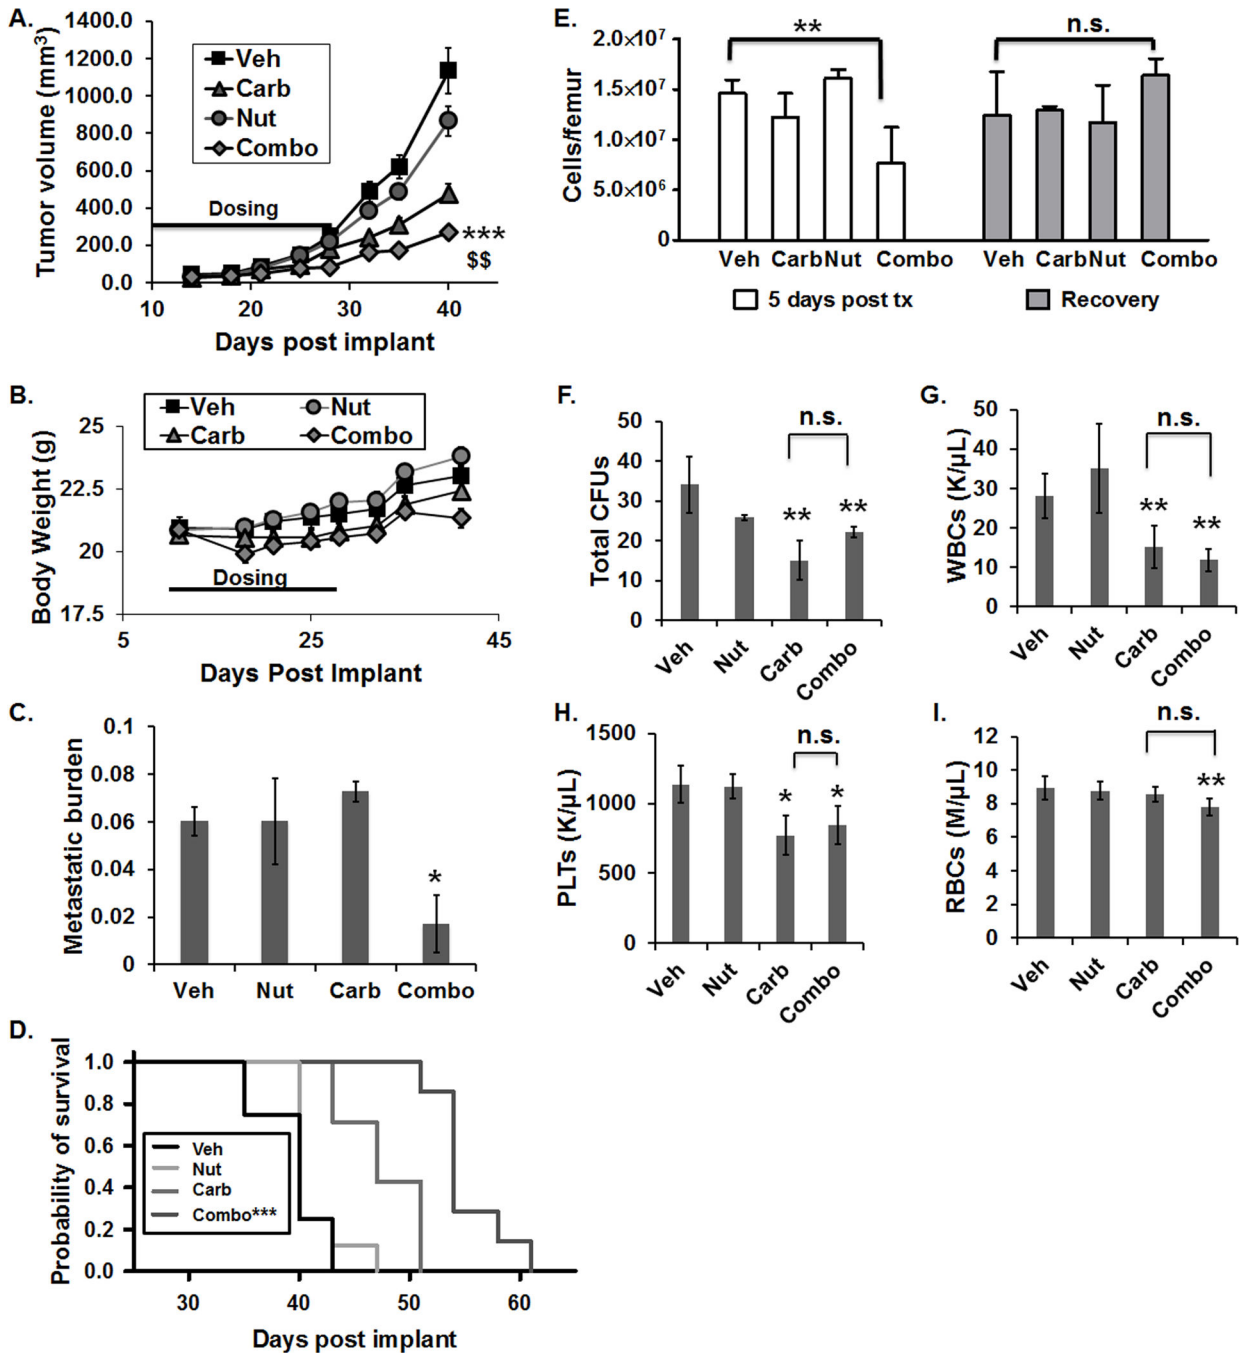 A.
Tumor volume (mm³)
1400.0
1200.0
1000.0
800.0
600.0
400.0
200.0
0.0
Veh
Carb
Nut
Combo
Dosing
***
$$
10 20 30 40
Days post implant
B.
Body Weight (g)
25
22.5
20
17.5
Veh Nut
Carb Combo
Dosing
5 25 45
Days Post Implant
C.
Metastatic burden
0.1
0.08
0.06
0.04
0.02
0
*
Veh Nut Carb Combo
D.
Probability of survival
1.0
0.8
0.6
0.4
0.2
0.0
Veh
Nut
Carb
Combo***
30 40 50 60
Days post implant
E.
Cells/femur
2.0×10⁷
1.5×10⁷
1.0×10⁷
5.0×10⁶
0
** n.s.
Veh Carb Nut Combo Veh Carb Nut Combo
5 days post tx Recovery
F.
Total CFUs
50
40
30
20
10
0
n.s.
** **
Veh Nut Carb Combo
G.
WBCs (K/µL)
50
40
30
20
10
0
n.s.
** **
Veh Nut Carb Combo
H.
PLTs (K/µL)
1500
1000
500
0
n.s.
* *
Veh Nut Carb Combo
I.
RBCs (M/µL)
12
10
8
6
4
2
0
n.s.
**
Veh Nut Carb Combo